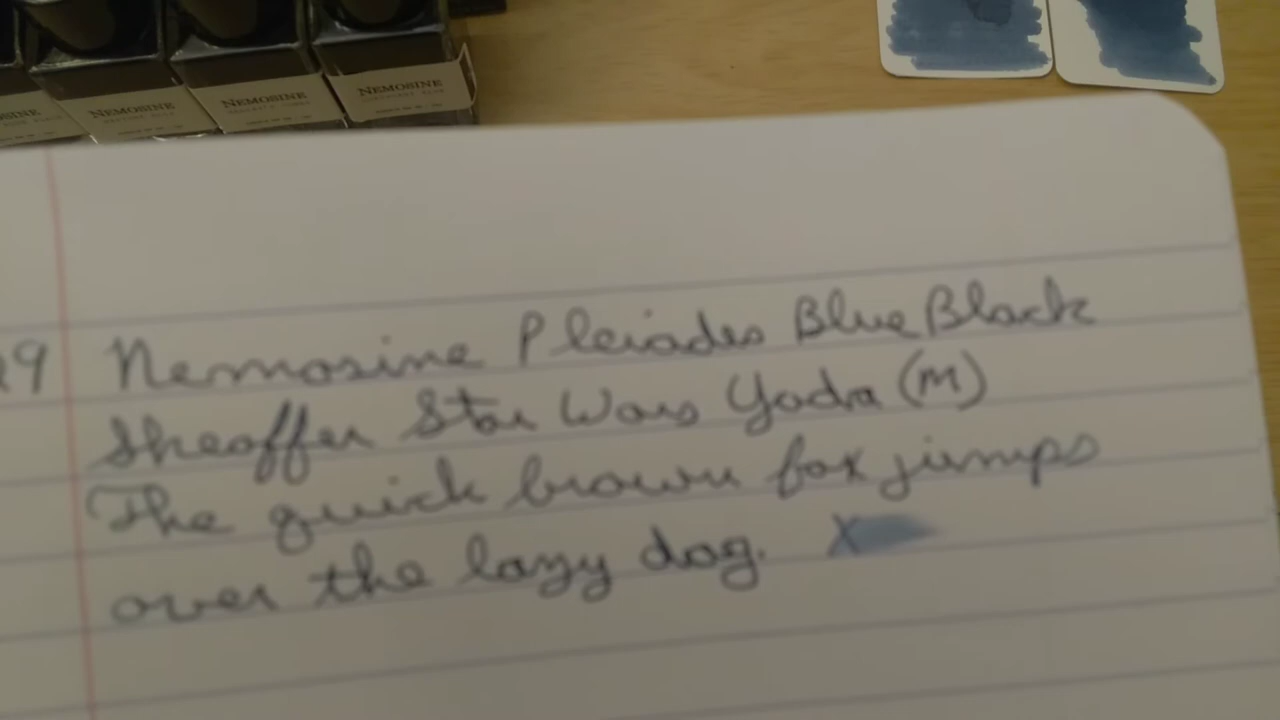 NEMOSINE
NEMOSINE
NEMOSINE
29 Nemosine Pleiades Blue Black
Sheaffer Star Wars Yoda (M)
The quick brown fox jumps
over the lazy dog. X